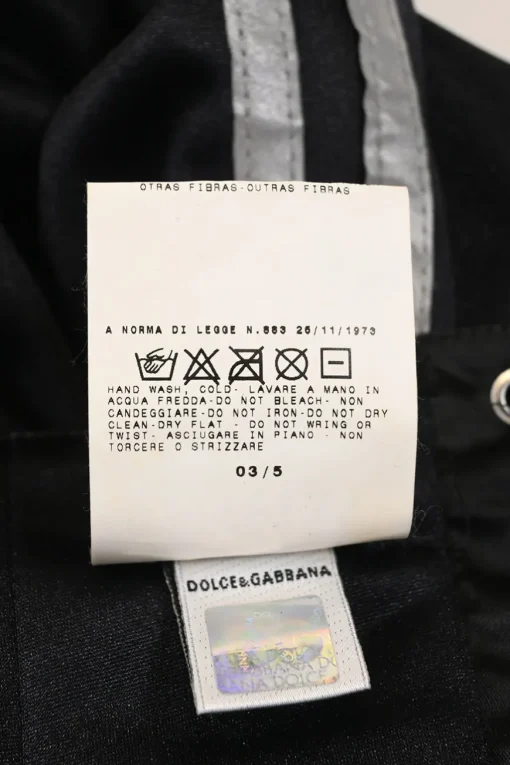 OTRAS FIBRAS-OUTRAS FIBRAS
A NORMA DI LEGGE N.883 26/11/1973
HAND WASH, COLD- LAVARE A MANO IN
ACQUA FREDDA-DO NOT BLEACH- NON
CANDEGGIARE-DO NOT IRON-DO NOT DRY
CLEAN-DRY FLAT - DO NOT WRING OR
TWIST- ASCIUGARE IN PIANO - NON
TORCERE O STRIZZARE
03/5
DOLCE&GABBANA